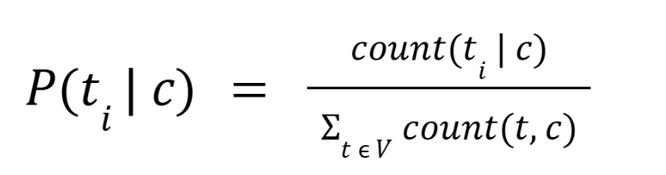 P(t_i | c) = count(t_i | c) / Σ_{t ϵ V} count(t, c)